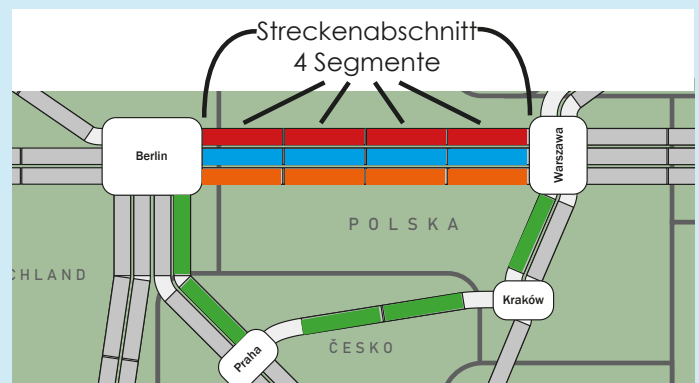 Streckenabschnitt
4 Segmente
Berlin
Warszawa
POLSKA
CHLAND
Kraków
Praha
ČESKO